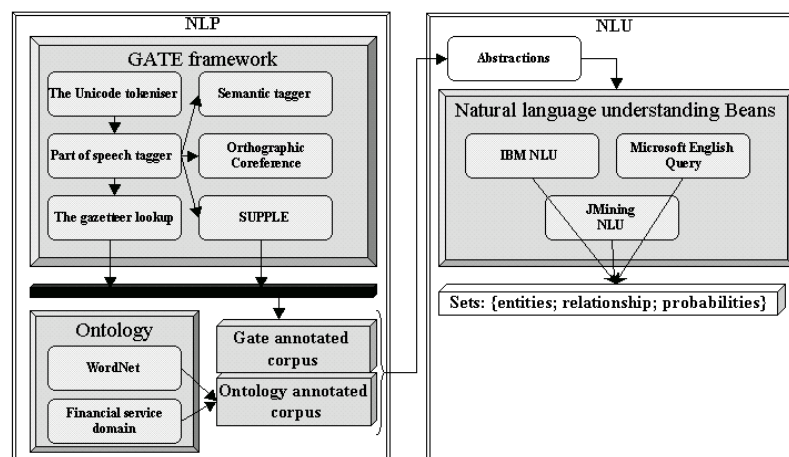 NLP
GATE framework
The Unicode tokeniser
Semantic tagger
Part of speech tagger
Orthographic
Coreference
The gazetteer lookup
SUPPLE
Ontology
WordNet
Financial service
domain
Gate annotated
corpus
Ontology annotated
corpus
NLU
Abstractions
Natural language understanding Beans
IBM NLU
Microsoft English
Query
JMining
NLU
Sets: {entities; relationship; probabilities}